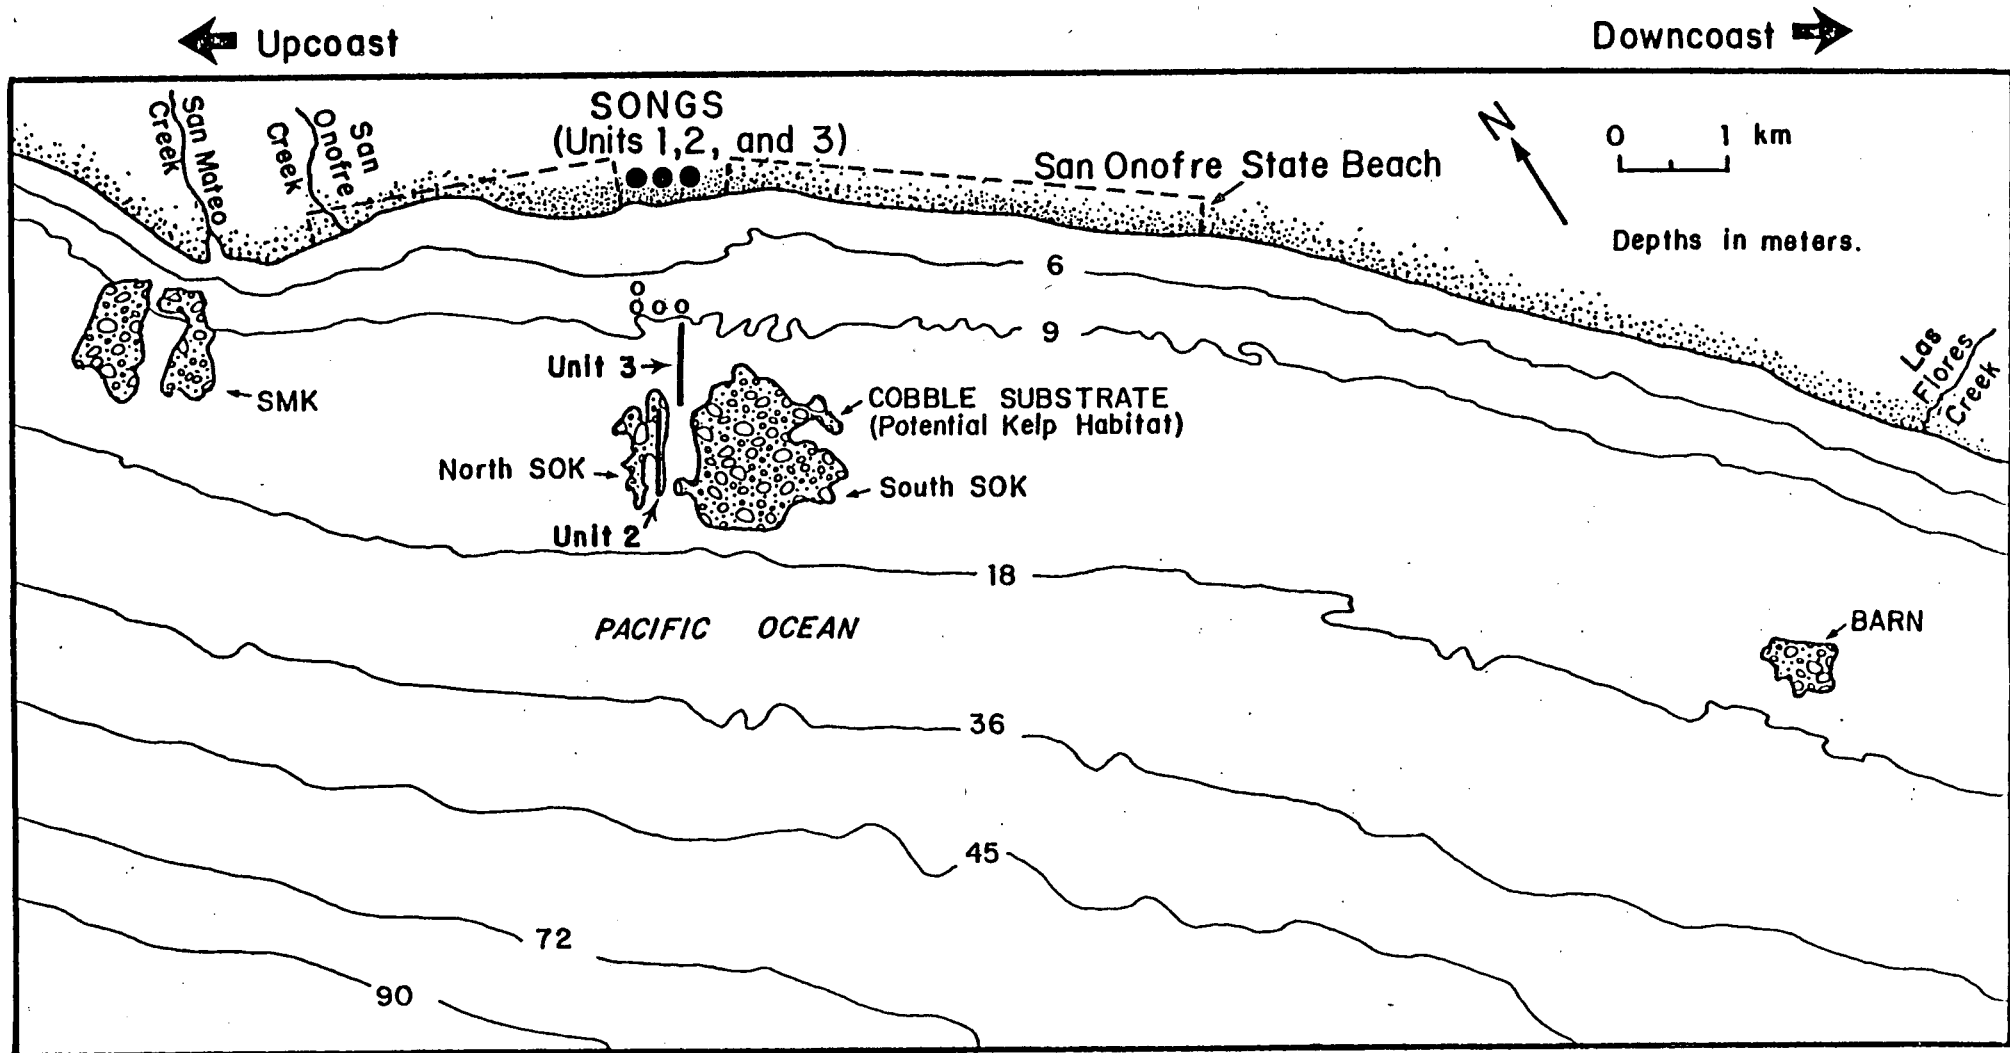 Upcoast
Downcoast
San Mateo
Creek
San
Onofre
Creek
SONGS
(Units 1,2, and 3)
San Onofre State Beach
N
0 1 km
Depths in meters.
6
9
Unit 3
SMK
COBBLE SUBSTRATE
(Potential Kelp Habitat)
Las
Flores
Creek
North SOK
South SOK
Unit 2
18
PACIFIC OCEAN
BARN
36
45
72
90